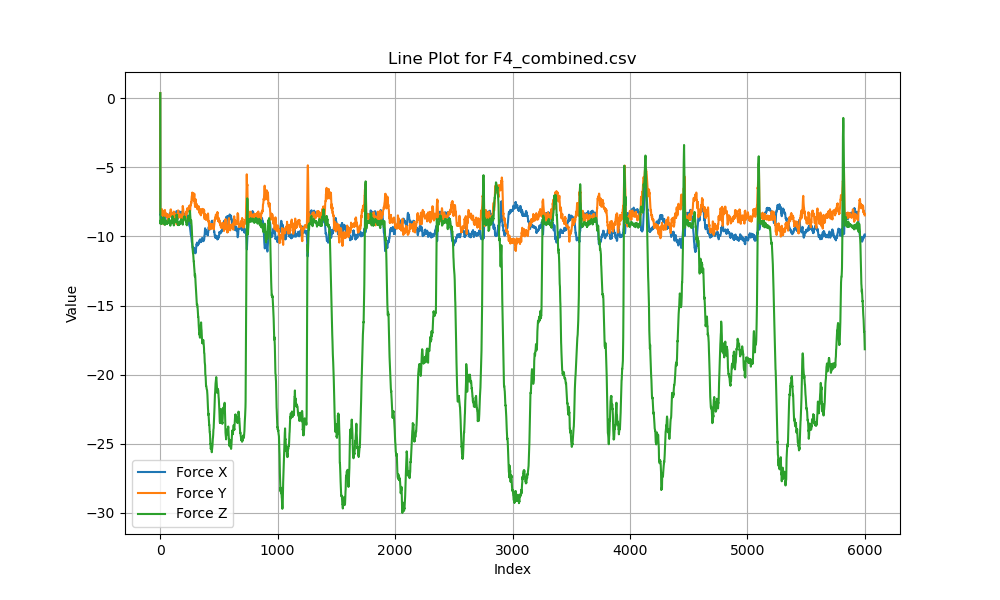 Line Plot for F4_combined.csv
0
−5
−10
−15
−20
−25
−30
Value
Force X
Force Y
Force Z
0
1000
2000
3000
4000
5000
6000
Index